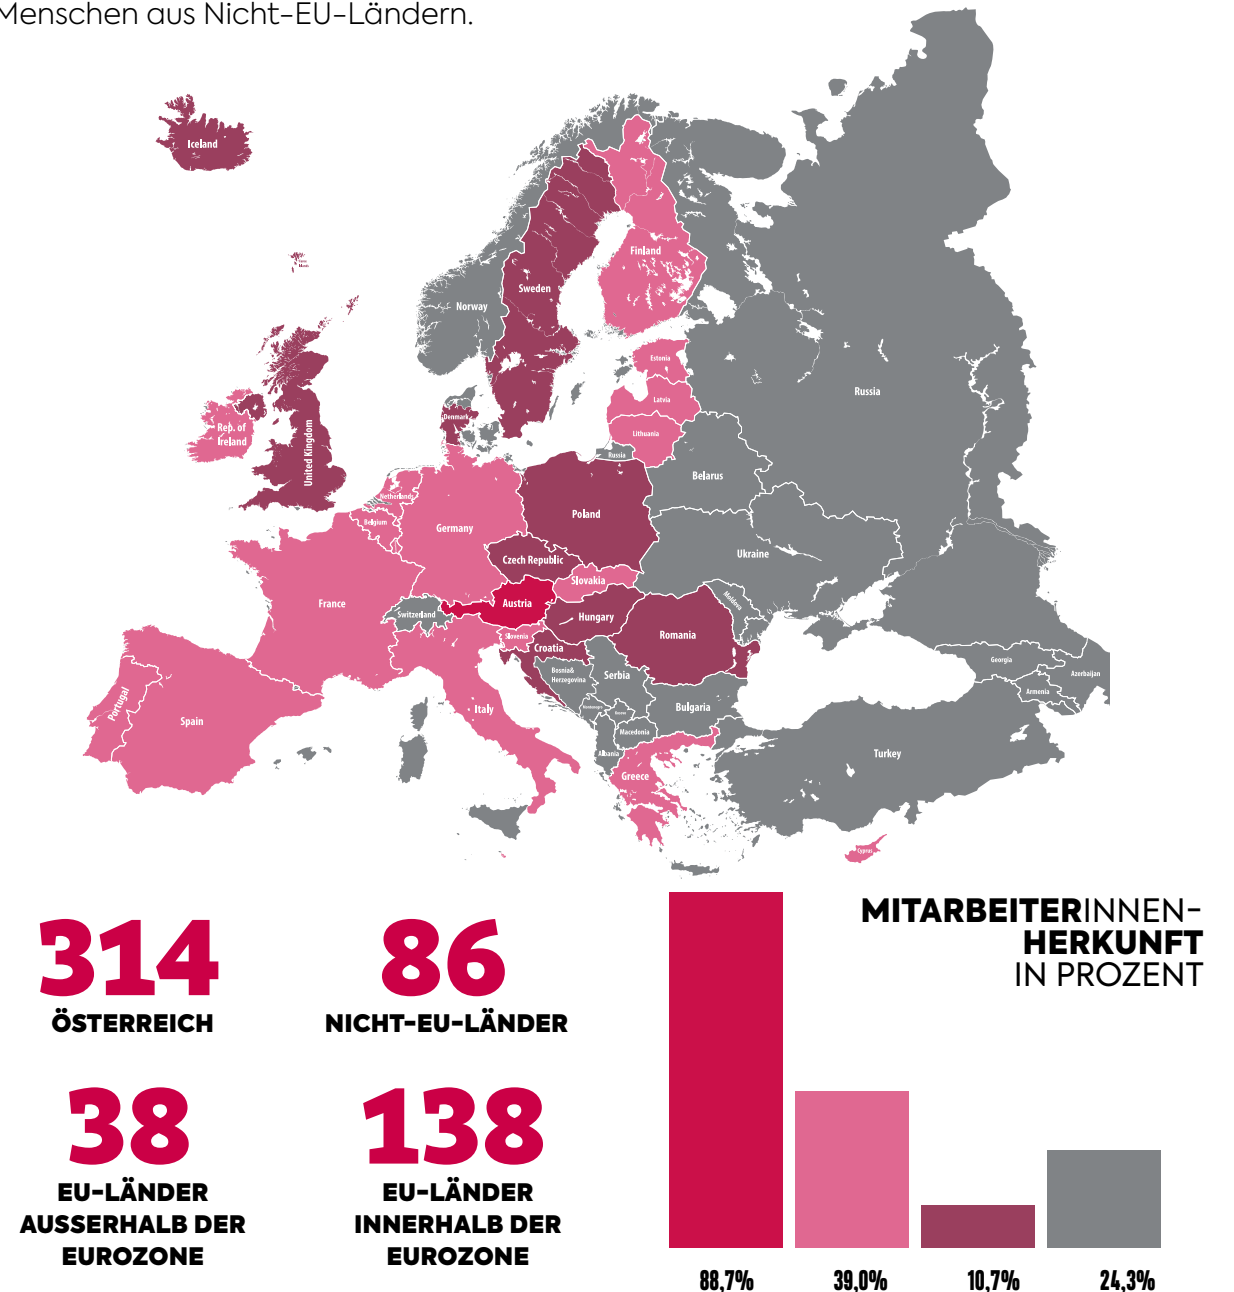 Menschen aus Nicht-EU-Ländern.
Iceland
Finland
Sweden
Norway
Estonia
Russia
Latvia
Denmark
Lithuania
Rep. of
Ireland
United Kingdom
Russia
Belarus
Netherlands
Poland
Belgium
Germany
Ukraine
Czech Republic
Slovakia
France
Austria
Moldova
Switzerland
Hungary
Romania
Slovenia
Croatia
Georgia
Bosnia&
Herzegovina
Serbia
Azerbaijan
Armenia
Portugal
Spain
Italy
Bulgaria
Macedonia
Albania
Turkey
Greece
Cyprus
314
ÖSTERREICH
86
NICHT-EU-LÄNDER
38
EU-LÄNDER
AUSSERHALB DER
EUROZONE
138
EU-LÄNDER
INNERHALB DER
EUROZONE
MITARBEITERINNEN-
HERKUNFT
IN PROZENT
88,7%
39,0%
10,7%
24,3%